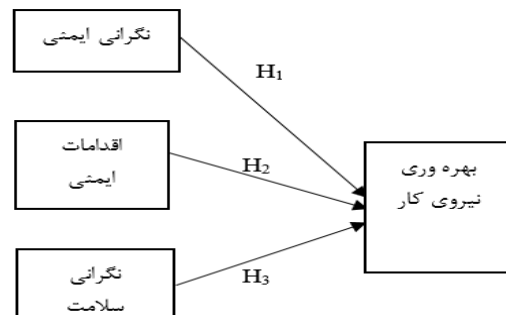 نگرانی ایمنی
H₁
اقدامات
ایمنی
H₂
بهره وری
نیروی کار
نگرانی
سلامت
H₃